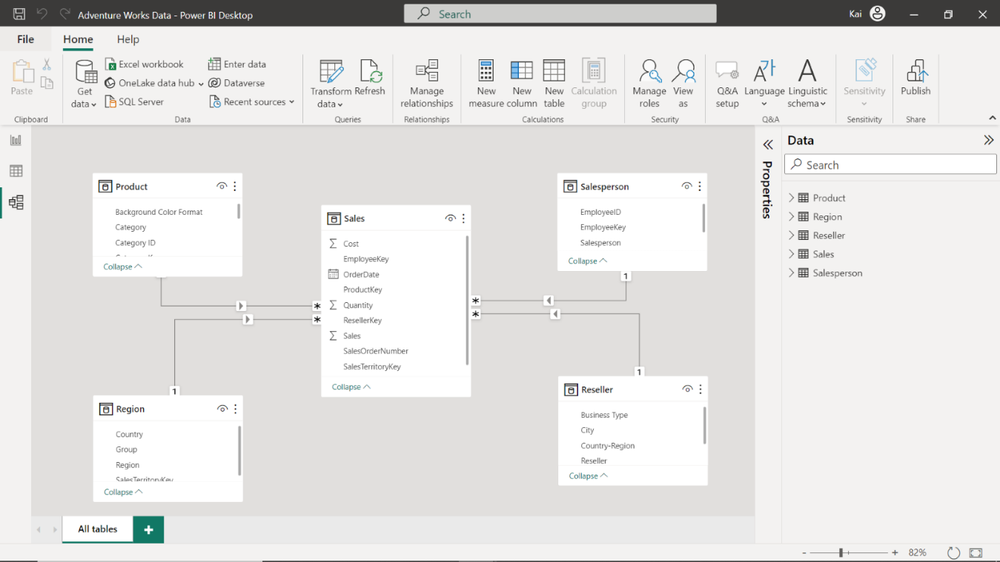 Adventure Works Data - Power BI Desktop
Search
Kai
File
Home
Help
Paste
Clipboard
Get
data
Excel workbook
OneLake data hub
SQL Server
Enter data
Dataverse
Recent sources
Data
Transform
data
Refresh
Queries
Manage
relationships
Relationships
New
measure
New
column
New
table
Calculation
group
Calculations
Manage
roles
View
as
Security
Q&A
setup
Language
Linguistic
schema
Q&A
Sensitivity
Sensitivity
Publish
Share
Product
Background Color Format
Category
Category ID
Collapse
Sales
Cost
EmployeeKey
OrderDate
ProductKey
Quantity
ResellerKey
Sales
SalesOrderNumber
SalesTerritoryKey
Collapse
Salesperson
EmployeeID
EmployeeKey
Salesperson
Collapse
1
*
*
*
*
1
1
Region
Country
Group
Region
SalesTerritoryKey
Collapse
Reseller
Business Type
City
Country-Region
Reseller
Collapse
Properties
Data
Search
Product
Region
Reseller
Sales
Salesperson
All tables
+
-
+
82%